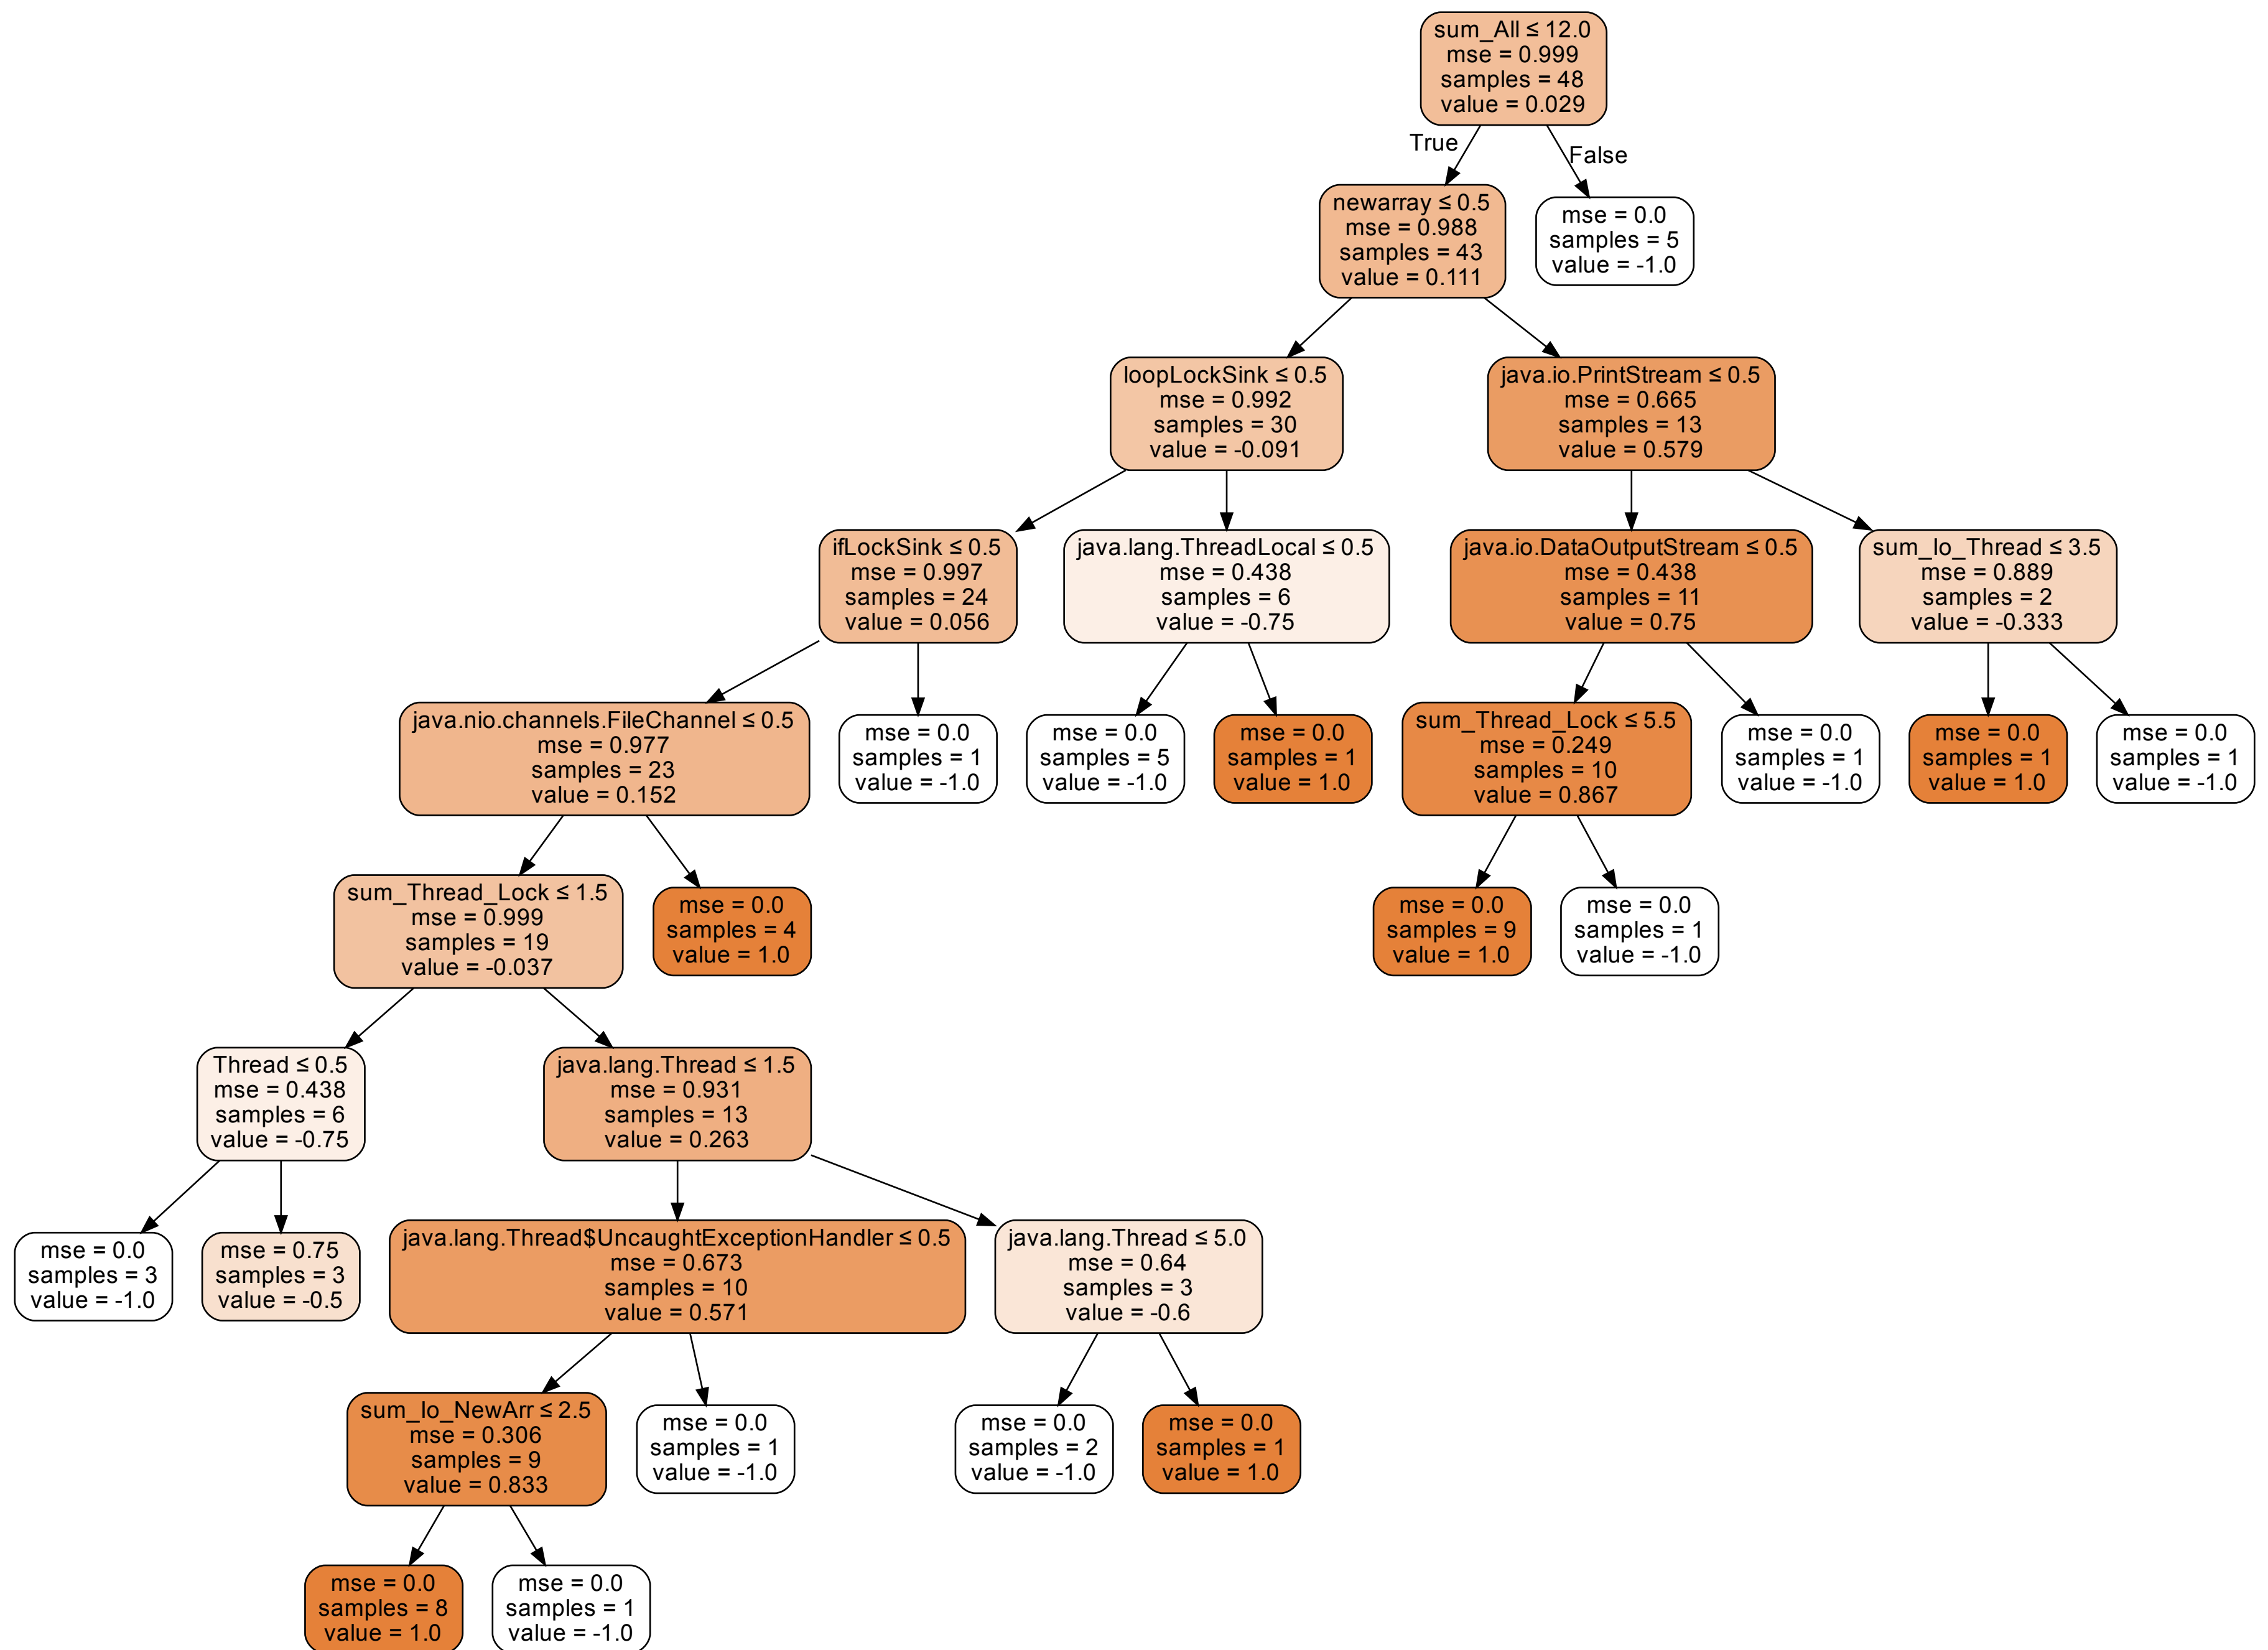 sum_All ≤ 12.0
mse = 0.999
samples = 48
value = 0.029
True
False
newarray ≤ 0.5
mse = 0.988
samples = 43
value = 0.111
mse = 0.0
samples = 5
value = -1.0
loopLockSink ≤ 0.5
mse = 0.992
samples = 30
value = -0.091
java.io.PrintStream ≤ 0.5
mse = 0.665
samples = 13
value = 0.579
ifLockSink ≤ 0.5
mse = 0.997
samples = 24
value = 0.056
java.lang.ThreadLocal ≤ 0.5
mse = 0.438
samples = 6
value = -0.75
java.io.DataOutputStream ≤ 0.5
mse = 0.438
samples = 11
value = 0.75
sum_Io_Thread ≤ 3.5
mse = 0.889
samples = 2
value = -0.333
java.nio.channels.FileChannel ≤ 0.5
mse = 0.977
samples = 23
value = 0.152
mse = 0.0
samples = 1
value = -1.0
mse = 0.0
samples = 5
value = -1.0
mse = 0.0
samples = 1
value = 1.0
sum_Thread_Lock ≤ 5.5
mse = 0.249
samples = 10
value = 0.867
mse = 0.0
samples = 1
value = -1.0
mse = 0.0
samples = 1
value = 1.0
mse = 0.0
samples = 1
value = -1.0
sum_Thread_Lock ≤ 1.5
mse = 0.999
samples = 19
value = -0.037
mse = 0.0
samples = 4
value = 1.0
mse = 0.0
samples = 9
value = 1.0
mse = 0.0
samples = 1
value = -1.0
Thread ≤ 0.5
mse = 0.438
samples = 6
value = -0.75
java.lang.Thread ≤ 1.5
mse = 0.931
samples = 13
value = 0.263
mse = 0.0
samples = 3
value = -1.0
mse = 0.75
samples = 3
value = -0.5
java.lang.Thread$UncaughtExceptionHandler ≤ 0.5
mse = 0.673
samples = 10
value = 0.571
java.lang.Thread ≤ 5.0
mse = 0.64
samples = 3
value = -0.6
sum_Io_NewArr ≤ 2.5
mse = 0.306
samples = 9
value = 0.833
mse = 0.0
samples = 1
value = -1.0
mse = 0.0
samples = 2
value = -1.0
mse = 0.0
samples = 1
value = 1.0
mse = 0.0
samples = 8
value = 1.0
mse = 0.0
samples = 1
value = -1.0